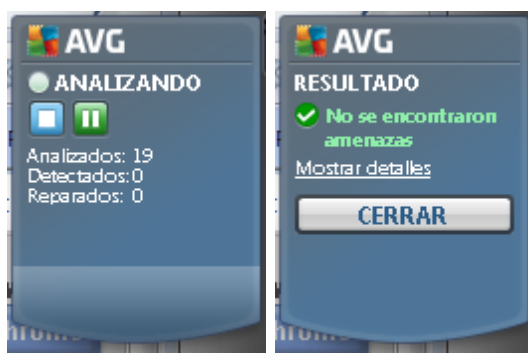 AVG
ANALIZANDO
Analizados: 19
Detectados:0
Reparados: 0
AVG
RESULTADO
No se encontraron
amenazas
Mostrar detalles
CERRAR